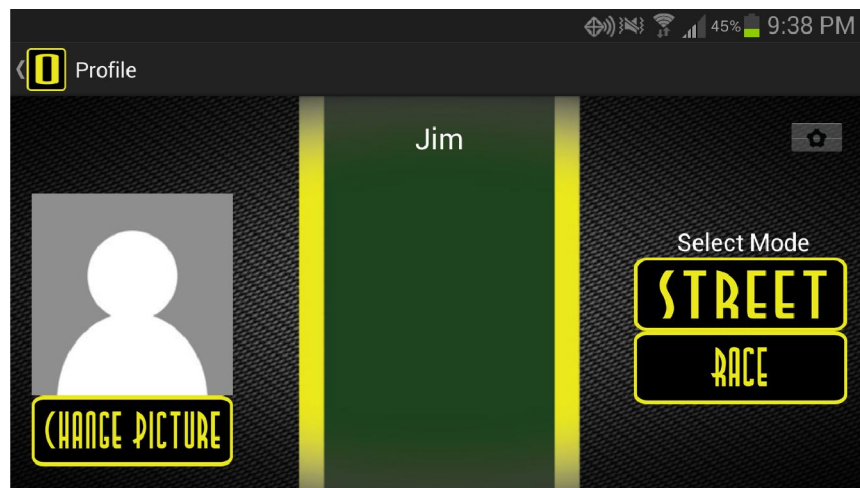 45% 9:38 PM
O Profile
Jim
Select Mode
STREET
RACE
CHANGE PICTURE